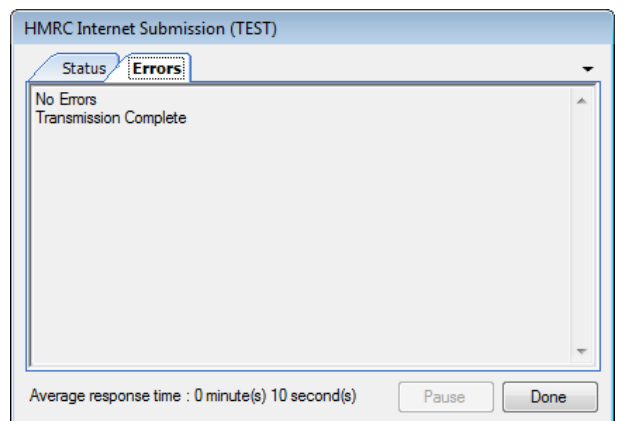 HMRC Internet Submission (TEST)
Status Errors
No Errors
Transmission Complete
Average response time : 0 minute(s) 10 second(s) Pause Done